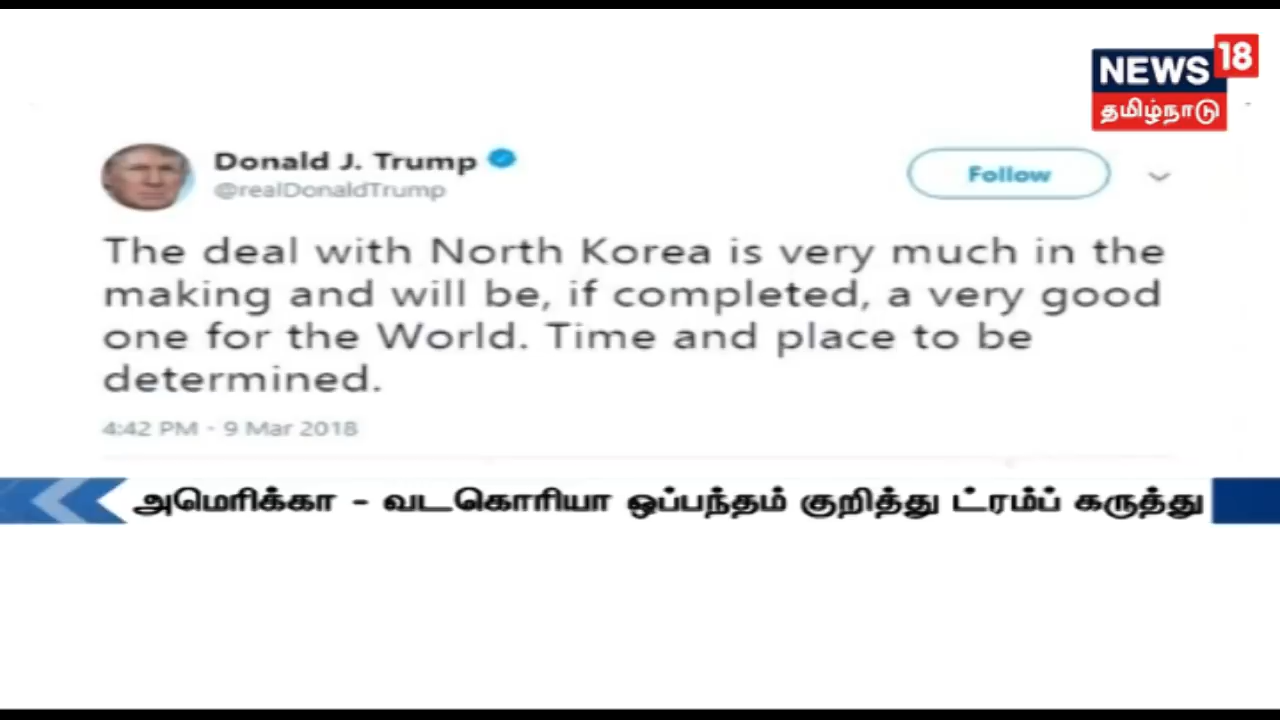 NEWS 18
தமிழ்நாடு
Donald J. Trump
@realDonaldTrump
Follow
The deal with North Korea is very much in the
making and will be, if completed, a very good
one for the World. Time and place to be
determined.
4:42 PM - 9 Mar 2018
அமெரிக்கா - வடகொரியா ஒப்பந்தம் குறித்து ட்ரம்ப் கருத்து